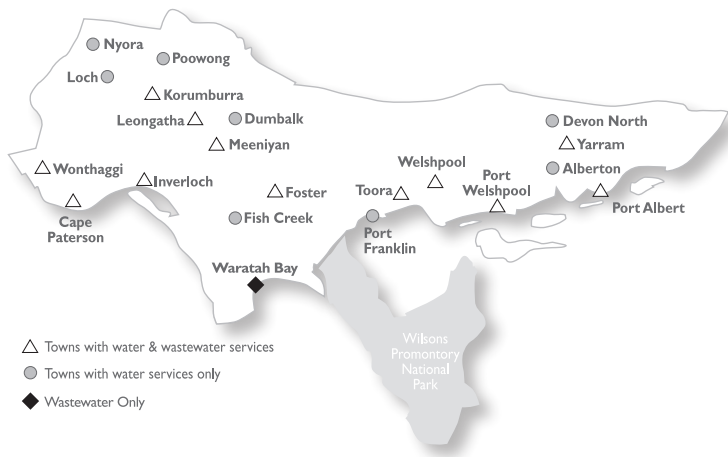 Nyora
Poowong
Loch
Korumburra
Leongatha
Dumbalk
Meeniyan
Devon North
Yarram
Wonthaggi
Inverloch
Welshpool
Alberton
Foster
Toora
Port
Welshpool
Cape
Paterson
Port Albert
Fish Creek
Port
Franklin
Waratah Bay
Wilsons
Promontory
National
Park
Towns with water & wastewater services
Towns with water services only
Wastewater Only